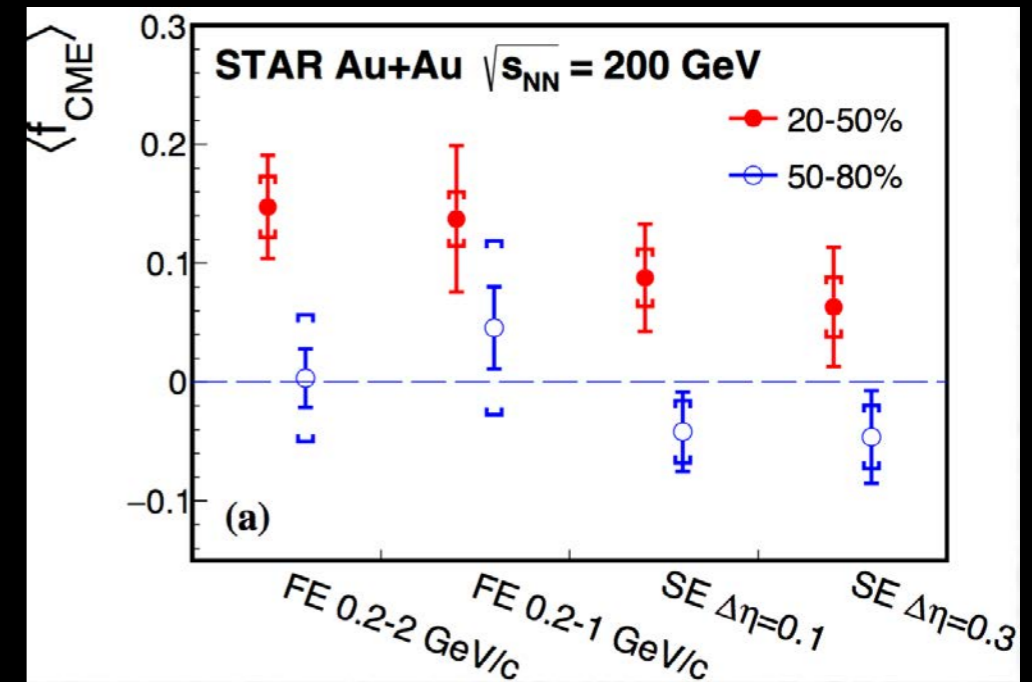 ⟨f_CME⟩
0.3
0.2
0.1
0
−0.1
STAR Au+Au √s_NN = 200 GeV
20-50%
50-80%
(a)
FE 0.2-2 GeV/c
FE 0.2-1 GeV/c
SE Δη=0.1
SE Δη=0.3